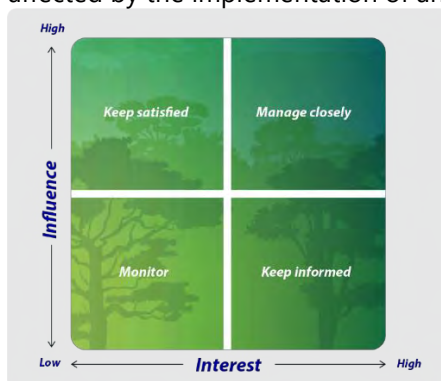 affected by the implementation of an
High
Keep satisfied
Manage closely
Influence
Monitor
Keep informed
Low
Interest
High